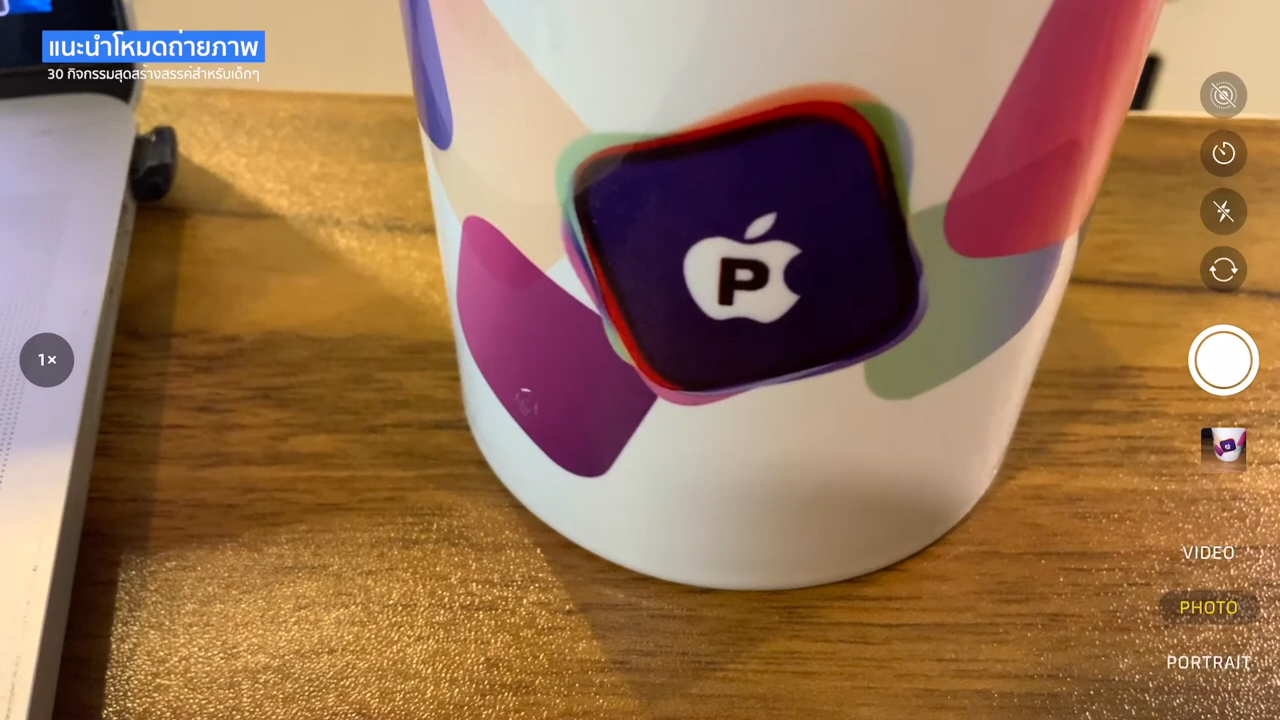 แนะนำโหมดถ่ายภาพ
30 กิจกรรมสุดสร้างสรรค์สำหรับเด็กๆ
P
1×
VIDEO
PHOTO
PORTRAIT